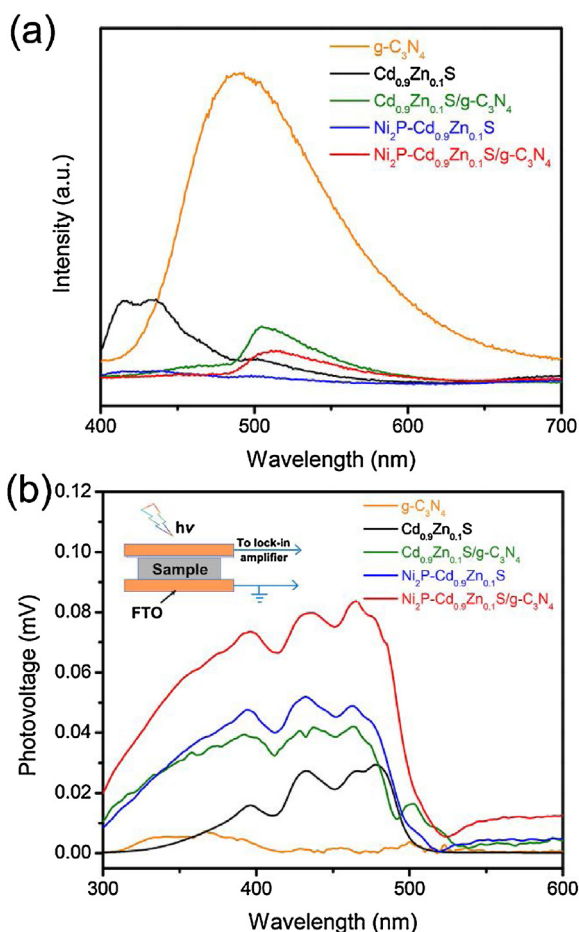 (a)
g-C₃N₄
Cd₀.₉Zn₀.₁S
Cd₀.₉Zn₀.₁S/g-C₃N₄
Ni₂P-Cd₀.₉Zn₀.₁S
Ni₂P-Cd₀.₉Zn₀.₁S/g-C₃N₄
Intensity (a.u.)
400 500 600 700
Wavelength (nm)
(b)
0.12
0.10
0.08
0.06
0.04
0.02
0.00
Photovoltage (mV)
hν
To lock-in
amplifier
Sample
FTO
g-C₃N₄
Cd₀.₉Zn₀.₁S
Cd₀.₉Zn₀.₁S/g-C₃N₄
Ni₂P-Cd₀.₉Zn₀.₁S
Ni₂P-Cd₀.₉Zn₀.₁S/g-C₃N₄
300 400 500 600
Wavelength (nm)